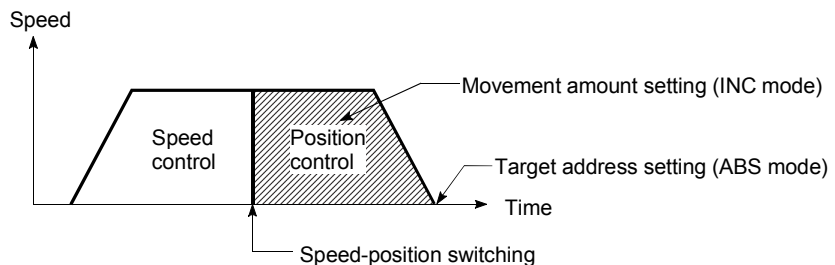 Speed
Movement amount setting (INC mode)
Speed
control
Position
control
Target address setting (ABS mode)
Time
Speed-position switching